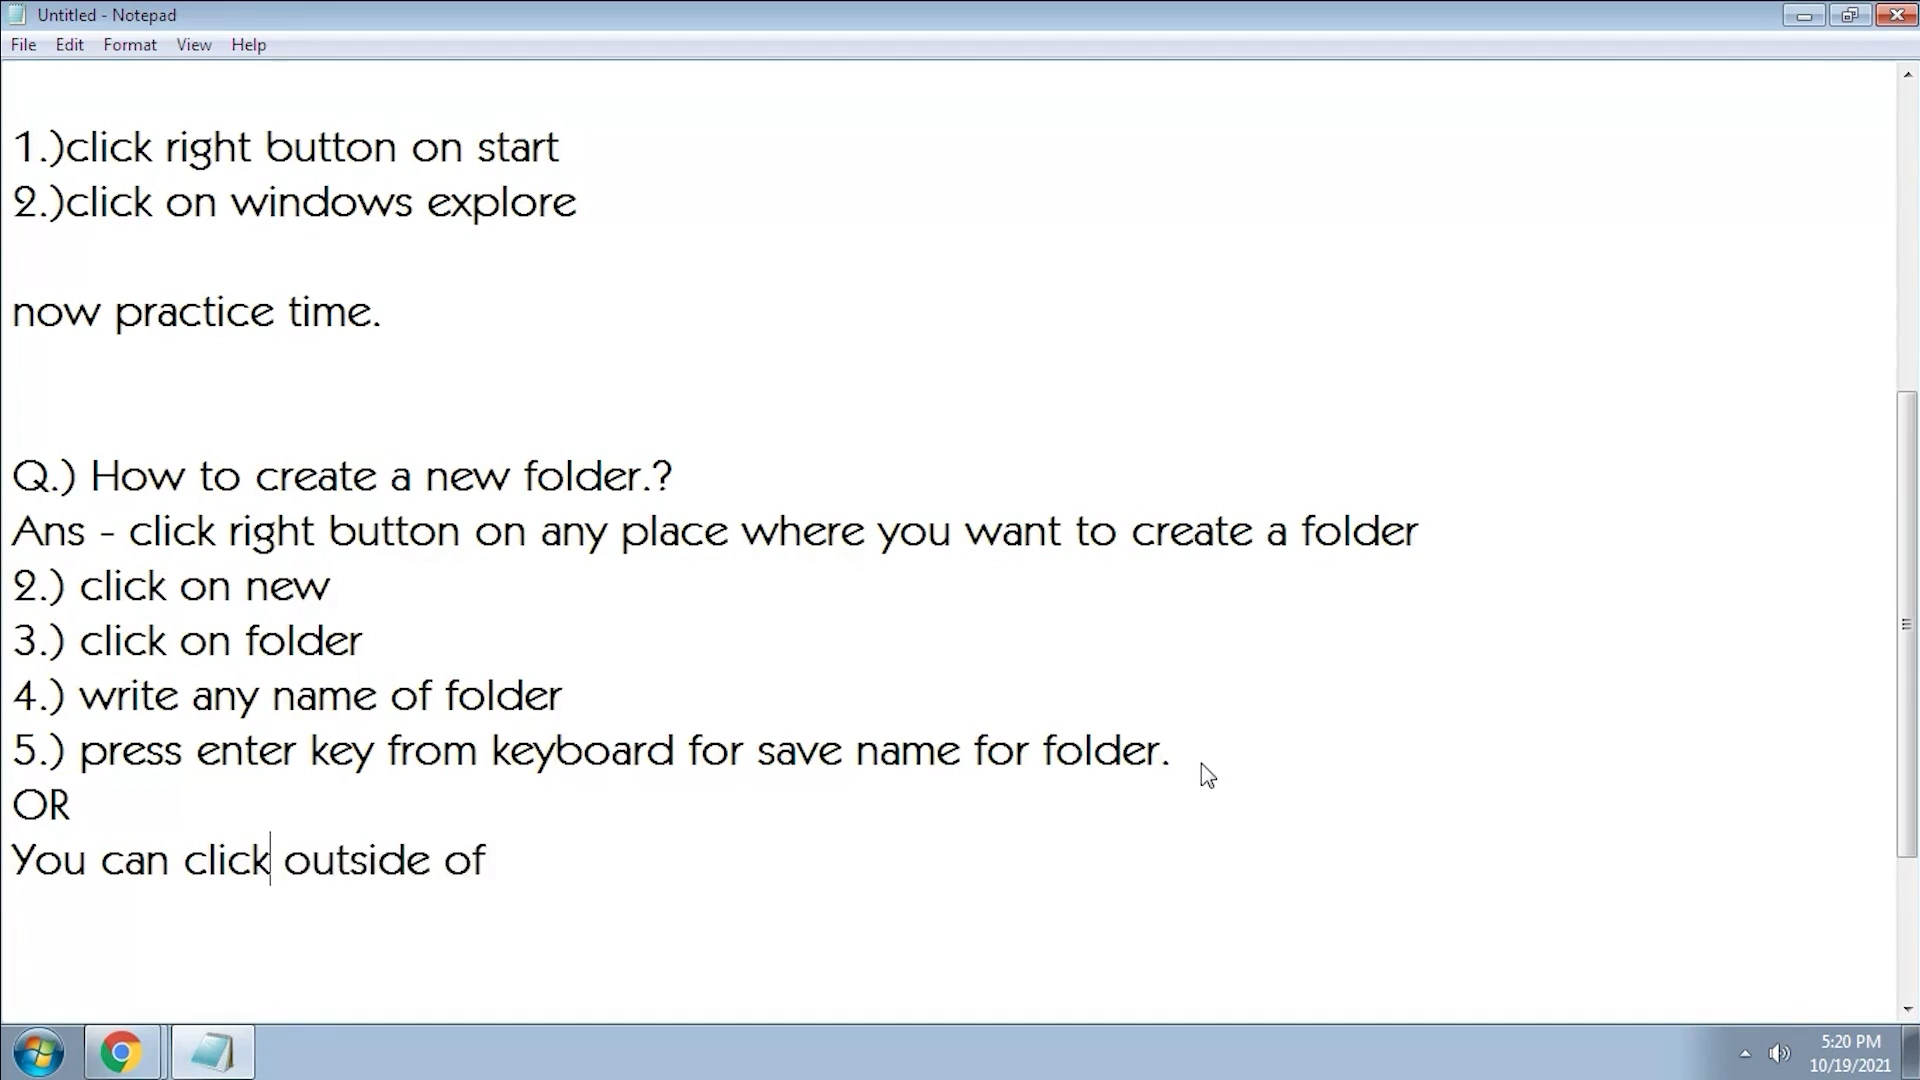 Untitled - Notepad
File Edit Format View Help
1.)click right button on start
2.)click on windows explore
now practice time.
Q.) How to create a new folder.?
Ans - click right button on any place where you want to create a folder
2.) click on new
3.) click on folder
4.) write any name of folder
5.) press enter key from keyboard for save name for folder.
OR
You can click outside of
5:20 PM
10/19/2021